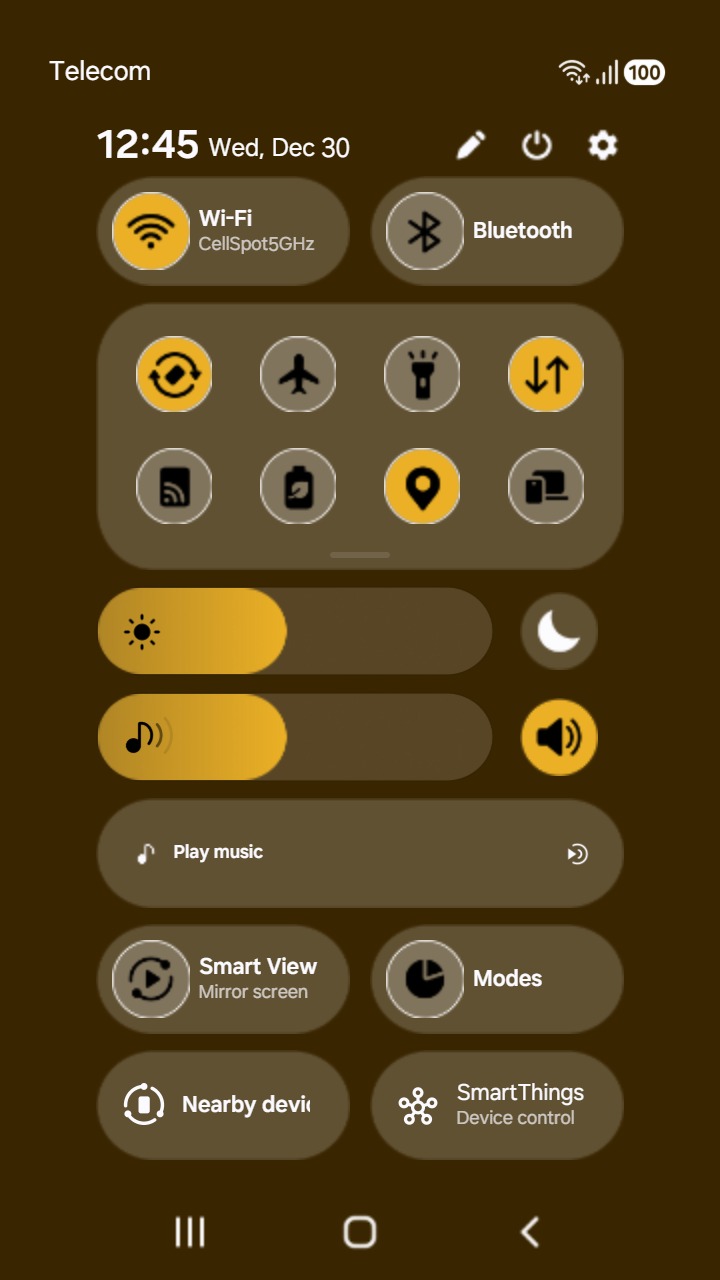 Telecom
100
12:45 Wed, Dec 30
Wi-Fi
CellSpot5GHz
Bluetooth
Play music
Smart View
Mirror screen
Modes
Nearby devi
SmartThings
Device control